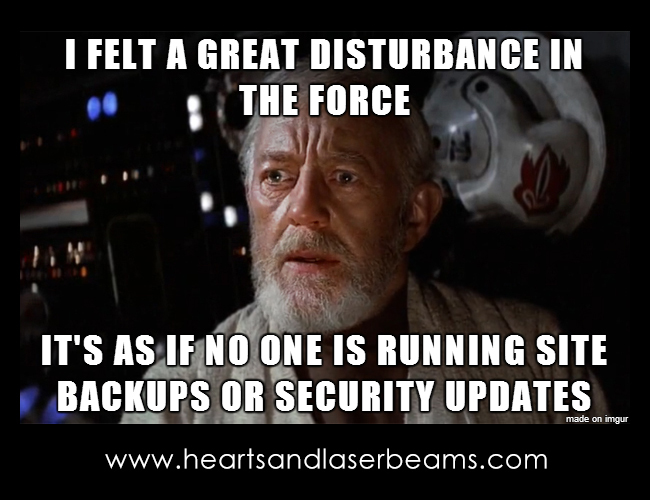 I FELT A GREAT DISTURBANCE IN
THE FORCE
IT'S AS IF NO ONE IS RUNNING SITE
BACKUPS OR SECURITY UPDATES
made on imgur
www.heartsandlaserbeams.com